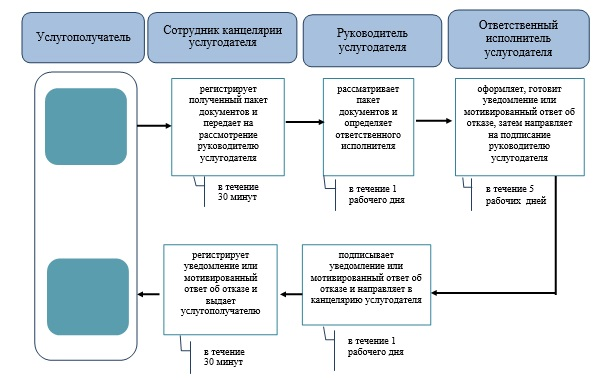 Услугополучатель
Сотрудник канцелярии
услугодателя
Руководитель
услугодателя
Ответственный
исполнитель
услугодателя
регистрирует
полученный пакет
документов и
передает на
рассмотрение
руководителю
услугодателя
рассматривает
пакет
документов и
определяет
ответственного
исполнителя
оформляет, готовит
уведомление или
мотивированный ответ об
отказе, затем направляет
на подписание
руководителю
услугодателя
в течение
30 минут
в течение 1
рабочего дня
в течение 5
рабочих дней
регистрирует
уведомление или
мотивированный
ответ об отказе и
выдает
услугополучателю
подписывает
уведомление или
мотивированный ответ об
отказе и направляет в
канцелярию услугодателя
в течение
30 минут
в течение 1
рабочего дня